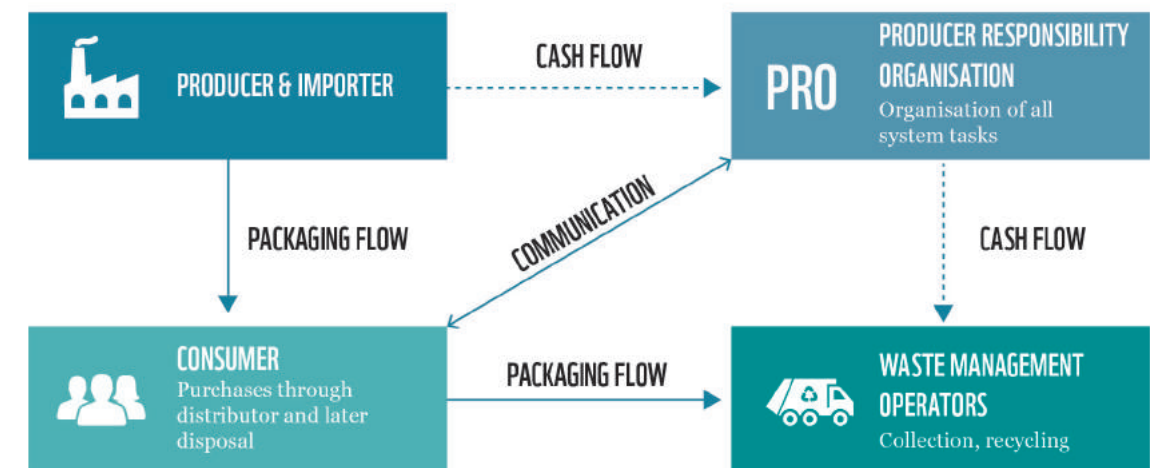 PRODUCER & IMPORTER
CASH FLOW
PRO
PRODUCER RESPONSIBILITY
ORGANISATION
Organisation of all
system tasks
PACKAGING FLOW
COMMUNICATION
CASH FLOW
CONSUMER
Purchases through
distributor and later
disposal
PACKAGING FLOW
WASTE MANAGEMENT
OPERATORS
Collection, recycling